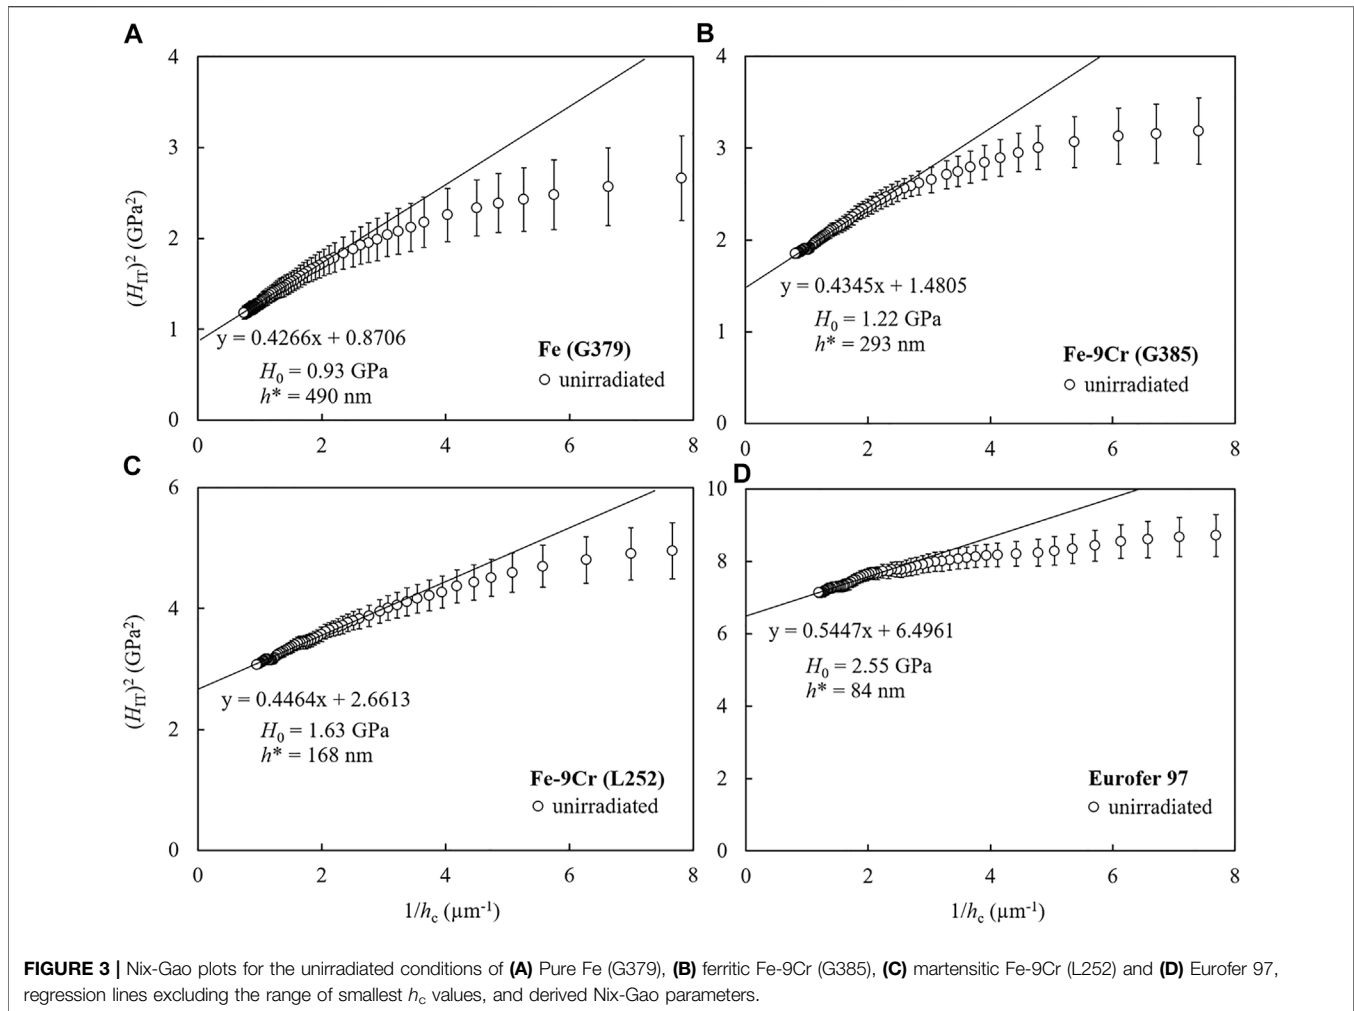 A
4
3
2
1
0
(H_IT)² (GPa²)
y = 0.4266x + 0.8706
H₀ = 0.93 GPa
h* = 490 nm
Fe (G379)
unirradiated
0 2 4 6 8
B
4
3
2
1
0
y = 0.4345x + 1.4805
H₀ = 1.22 GPa
h* = 293 nm
Fe-9Cr (G385)
unirradiated
0 2 4 6 8
C
6
4
2
0
(H_IT)² (GPa²)
y = 0.4464x + 2.6613
H₀ = 1.63 GPa
h* = 168 nm
Fe-9Cr (L252)
unirradiated
0 2 4 6 8
1/h_c (µm⁻¹)
D
10
8
6
4
2
0
y = 0.5447x + 6.4961
H₀ = 2.55 GPa
h* = 84 nm
Eurofer 97
unirradiated
0 2 4 6 8
1/h_c (µm⁻¹)
FIGURE 3 | Nix-Gao plots for the unirradiated conditions of (A) Pure Fe (G379), (B) ferritic Fe-9Cr (G385), (C) martensitic Fe-9Cr (L252) and (D) Eurofer 97,
regression lines excluding the range of smallest h_c values, and derived Nix-Gao parameters.